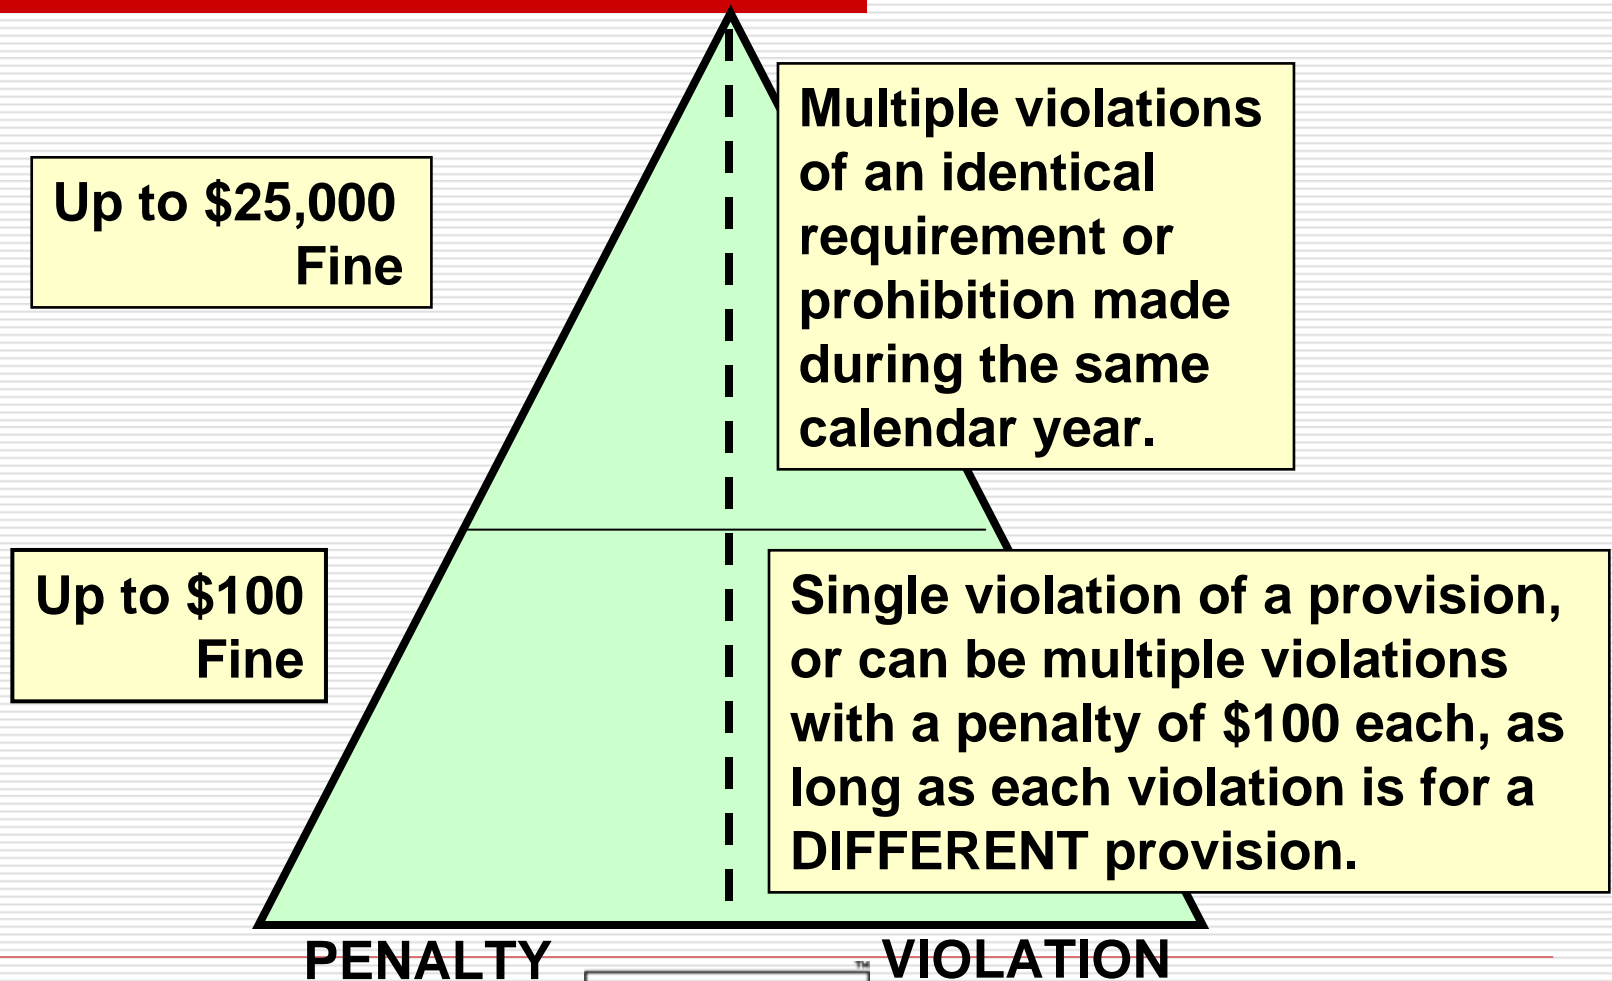 Up to $25,000
Fine
Multiple violations
of an identical
requirement or
prohibition made
during the same
calendar year.
Up to $100
Fine
Single violation of a provision,
or can be multiple violations
with a penalty of $100 each, as
long as each violation is for a
DIFFERENT provision.
PENALTY
VIOLATION
TM